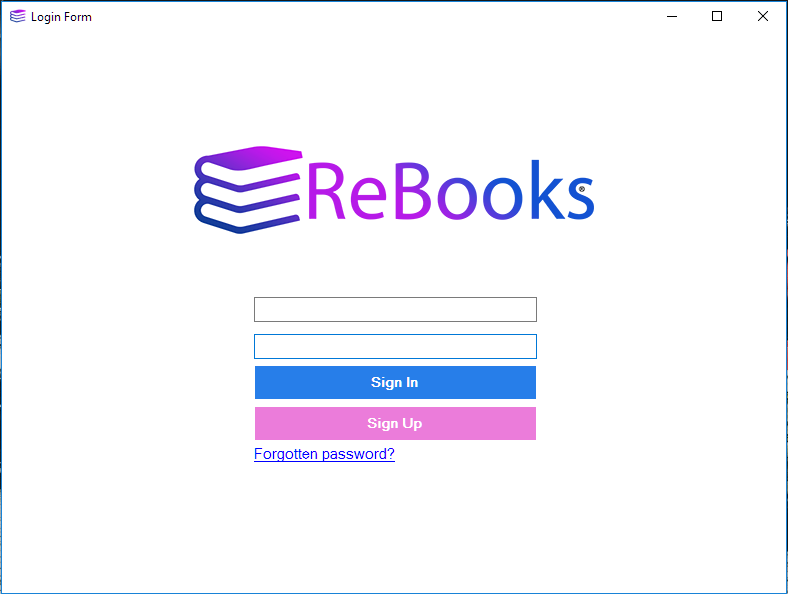 Login Form
ReBooks®
Sign In
Sign Up
Forgotten password?